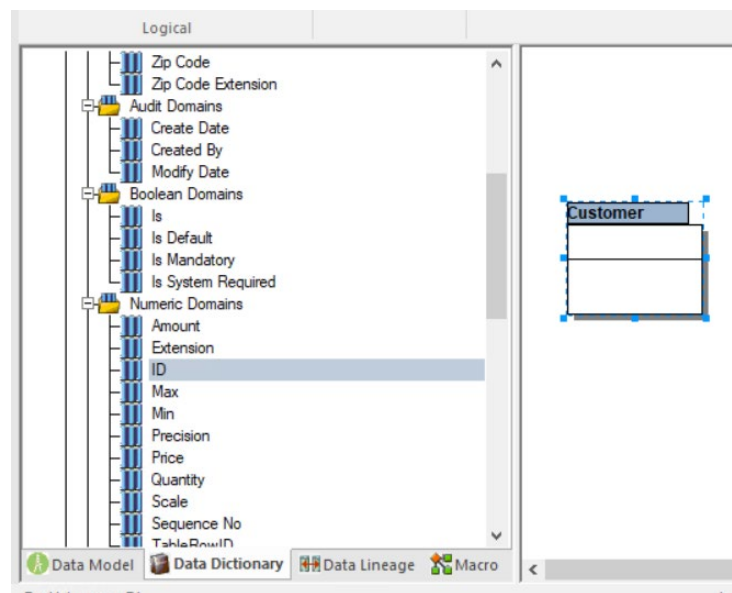 Logical
Zip Code
Zip Code Extension
Audit Domains
Create Date
Created By
Modify Date
Boolean Domains
Is
Is Default
Is Mandatory
Is System Required
Numeric Domains
Amount
Extension
ID
Max
Min
Precision
Price
Quantity
Scale
Sequence No
TableRowID
Data Model Data Dictionary Data Lineage Macro
Customer